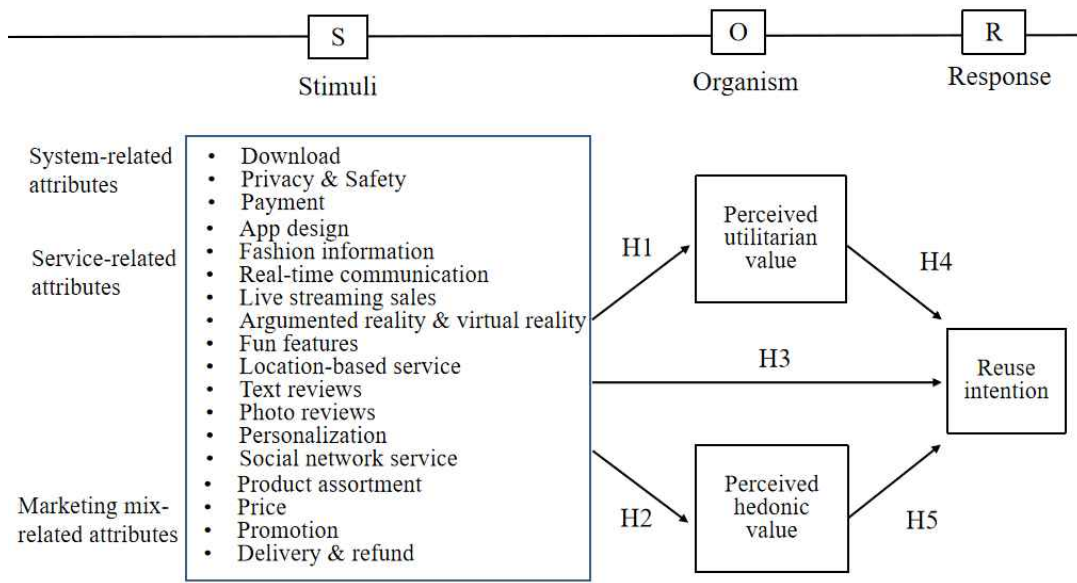 S
O
R
Stimuli
Organism
Response
System-related
attributes
• Download
• Privacy & Safety
• Payment
Service-related
attributes
• App design
• Fashion information
• Real-time communication
• Live streaming sales
• Argumented reality & virtual reality
• Fun features
• Location-based service
• Text reviews
• Photo reviews
• Personalization
• Social network service
Marketing mix-
related attributes
• Product assortment
• Price
• Promotion
• Delivery & refund
H1
H2
H3
Perceived
utilitarian
value
Perceived
hedonic
value
H4
H5
Reuse
intention